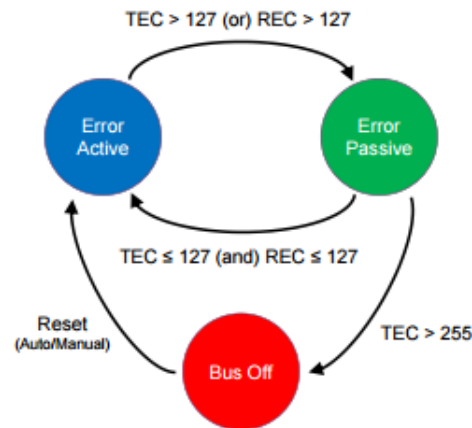 TEC > 127 (or) REC > 127
Error
Active
Error
Passive
TEC ≤ 127 (and) REC ≤ 127
Reset
(Auto/Manual)
TEC > 255
Bus Off